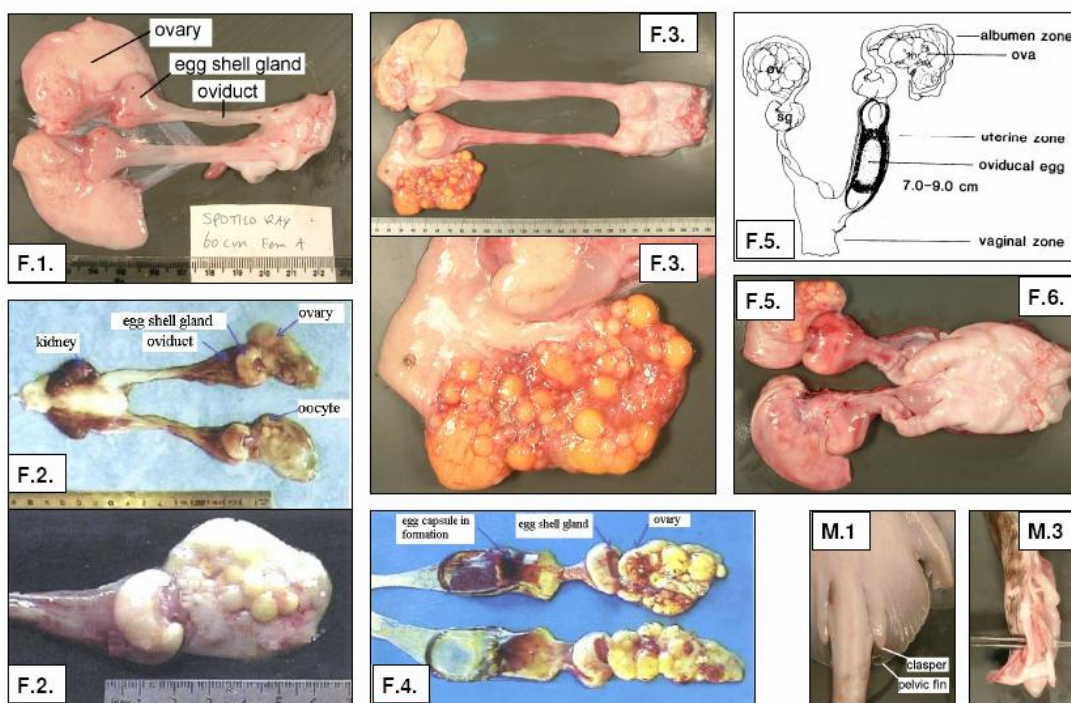 ovary
egg shell gland
oviduct
SPOTTED RAY
60cm Fem A
F.1.
egg shell gland
ovary
oviduct
kidney
oocyte
F.2.
F.2.
F.3.
F.3.
egg capsule in
formation
egg shell gland
ovary
F.4.
albumen zone
ova
ov
sg
uterine zone
oviducal egg
7.0-9.0 cm
vaginal zone
F.5.
F.5.
F.6.
M.1
clasper
pelvic fin
M.3